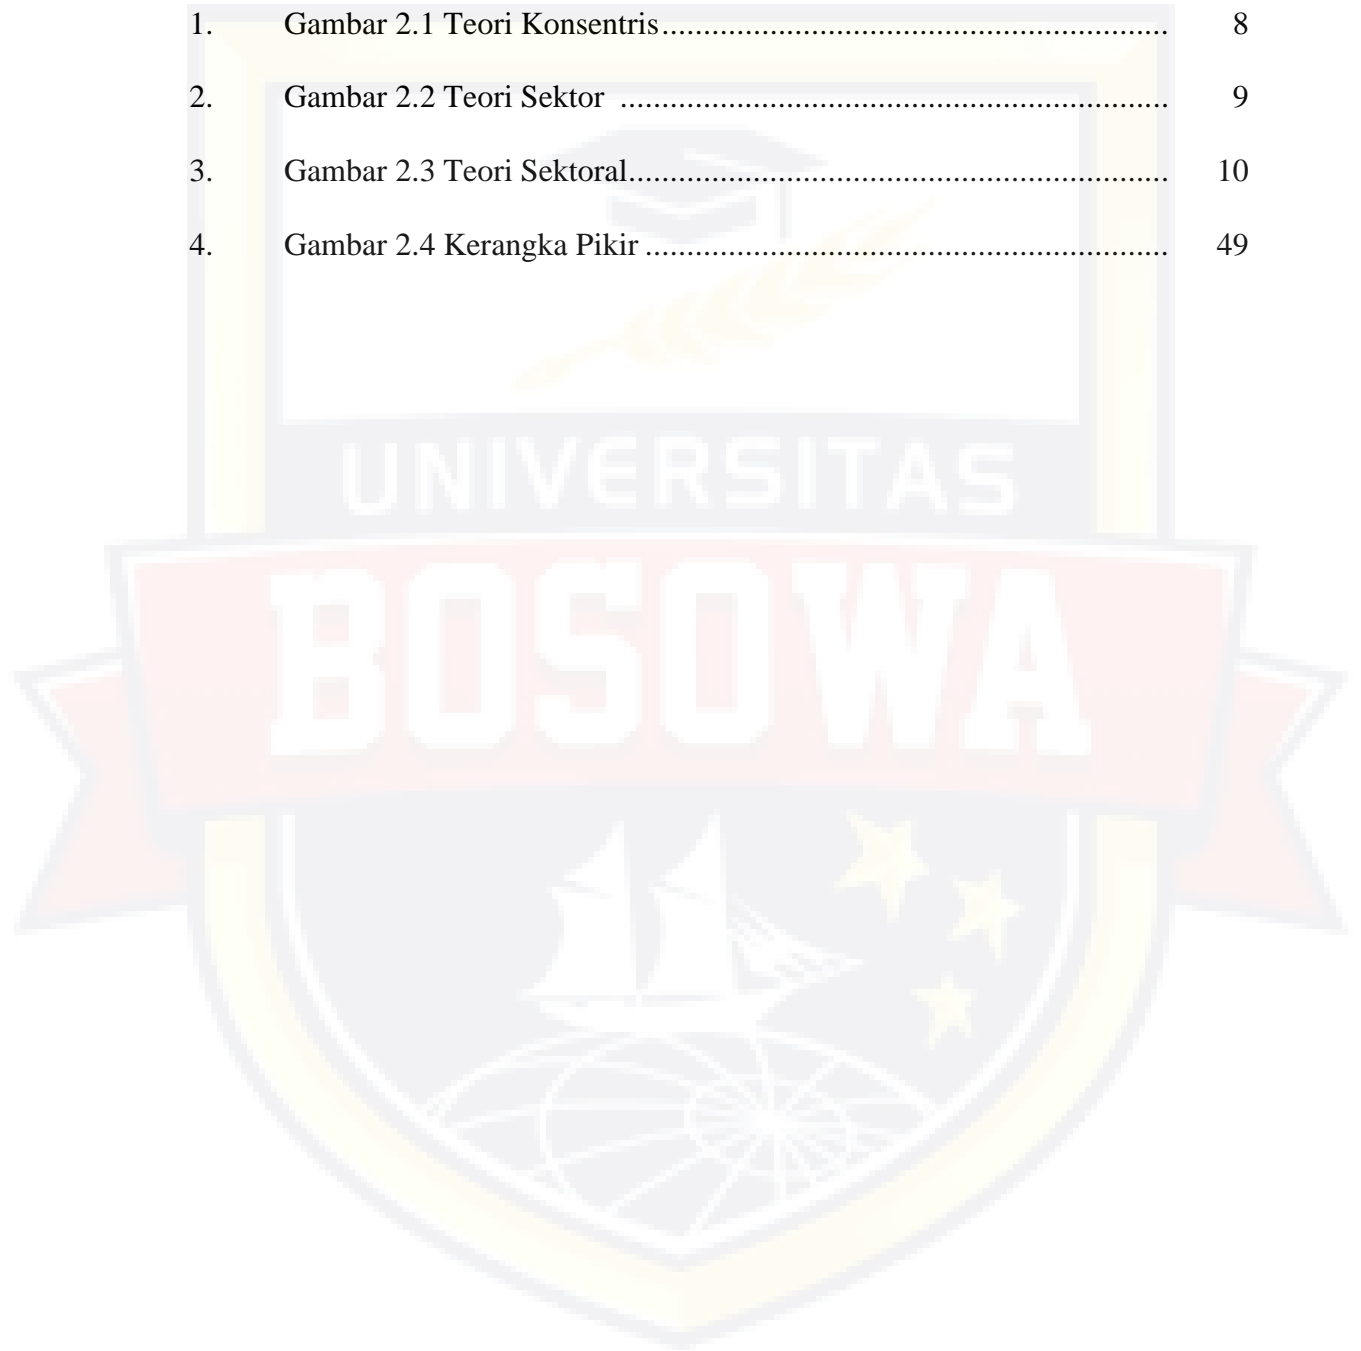 1. Gambar 2.1 Teori Konsentris........................................................... 8
2. Gambar 2.2 Teori Sektor ................................................................ 9
3. Gambar 2.3 Teori Sektoral............................................................... 10
4. Gambar 2.4 Kerangka Pikir ............................................................. 49
UNIVERSITAS
BOSOWA